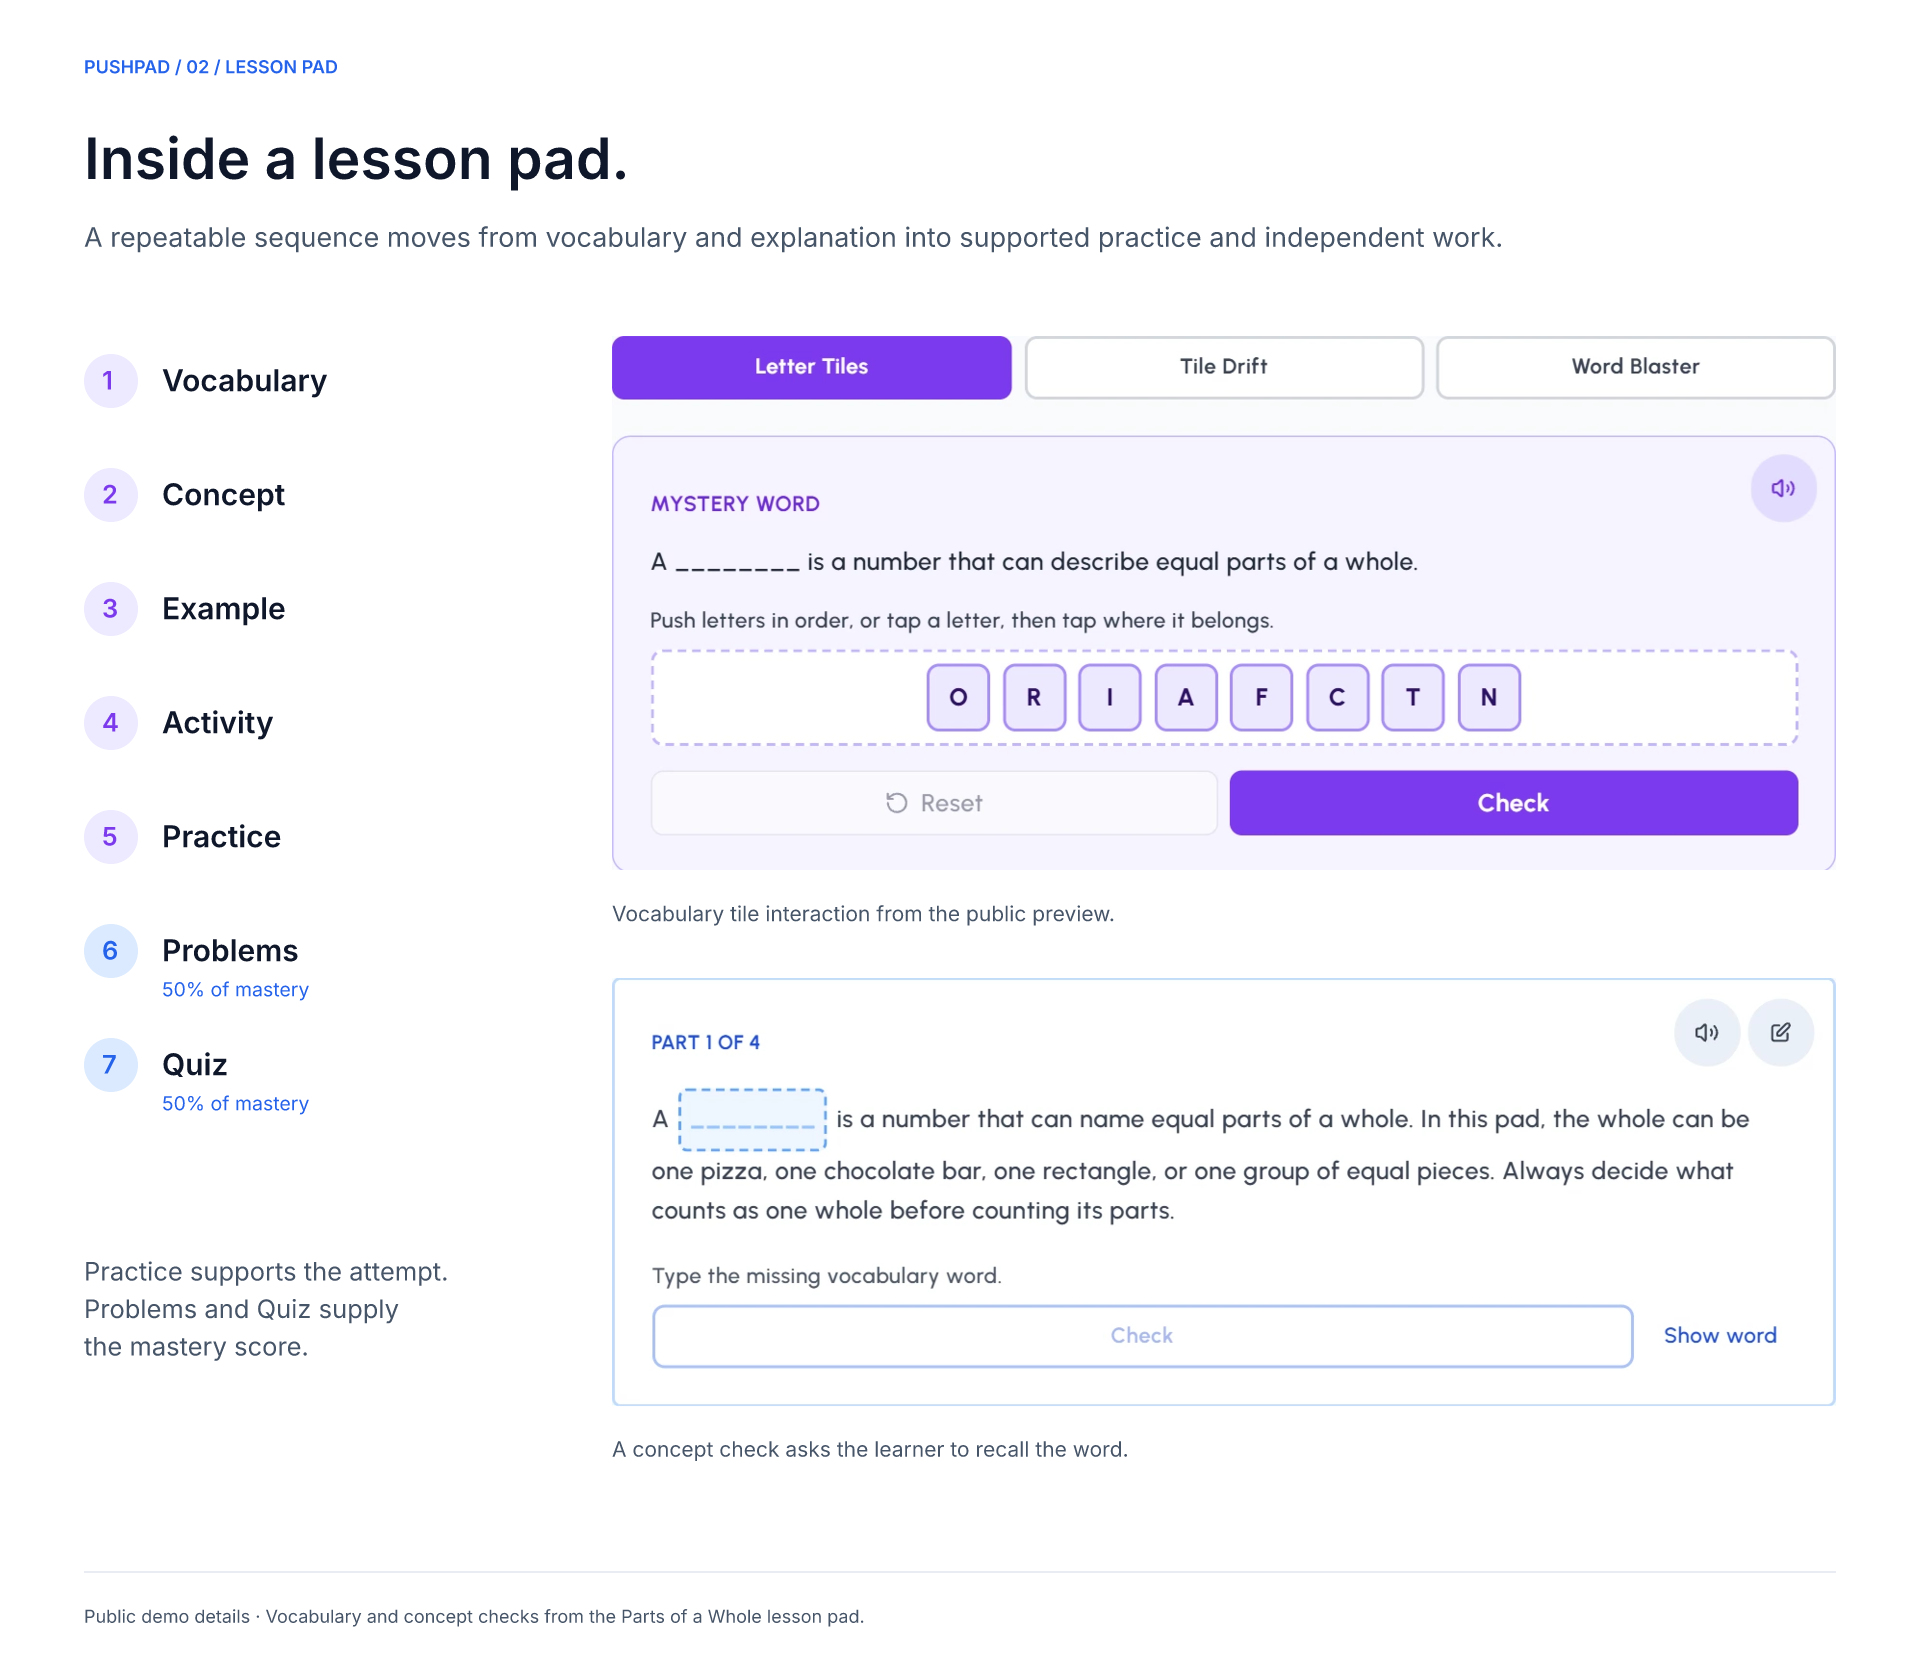 PUSHPAD / 02 / LESSON PAD
Inside a lesson pad.
A repeatable sequence moves from vocabulary and explanation into supported practice and independent work.
1 Vocabulary
2 Concept
3 Example
4 Activity
5 Practice
6 Problems
50% of mastery
7 Quiz
50% of mastery
Practice supports the attempt.
Problems and Quiz supply
the mastery score.
Letter Tiles
Tile Drift
Word Blaster
MYSTERY WORD
A ________ is a number that can describe equal parts of a whole.
Push letters in order, or tap a letter, then tap where it belongs.
O R I A F C T N
Reset
Check
Vocabulary tile interaction from the public preview.
PART 1 OF 4
A ________ is a number that can name equal parts of a whole. In this pad, the whole can be
one pizza, one chocolate bar, one rectangle, or one group of equal pieces. Always decide what
counts as one whole before counting its parts.
Type the missing vocabulary word.
Check
Show word
A concept check asks the learner to recall the word.
Public demo details · Vocabulary and concept checks from the Parts of a Whole lesson pad.